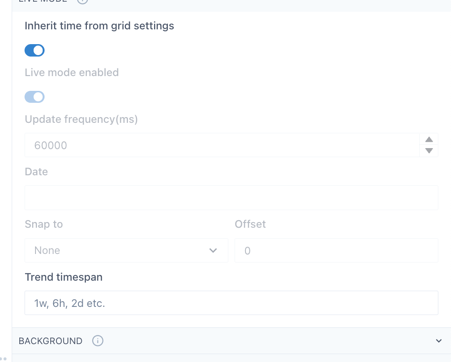 LIVE MODE
Inherit time from grid settings
Live mode enabled
Update frequency(ms)
60000
Date
Snap to Offset
None 0
Trend timespan
1w, 6h, 2d etc.
BACKGROUND